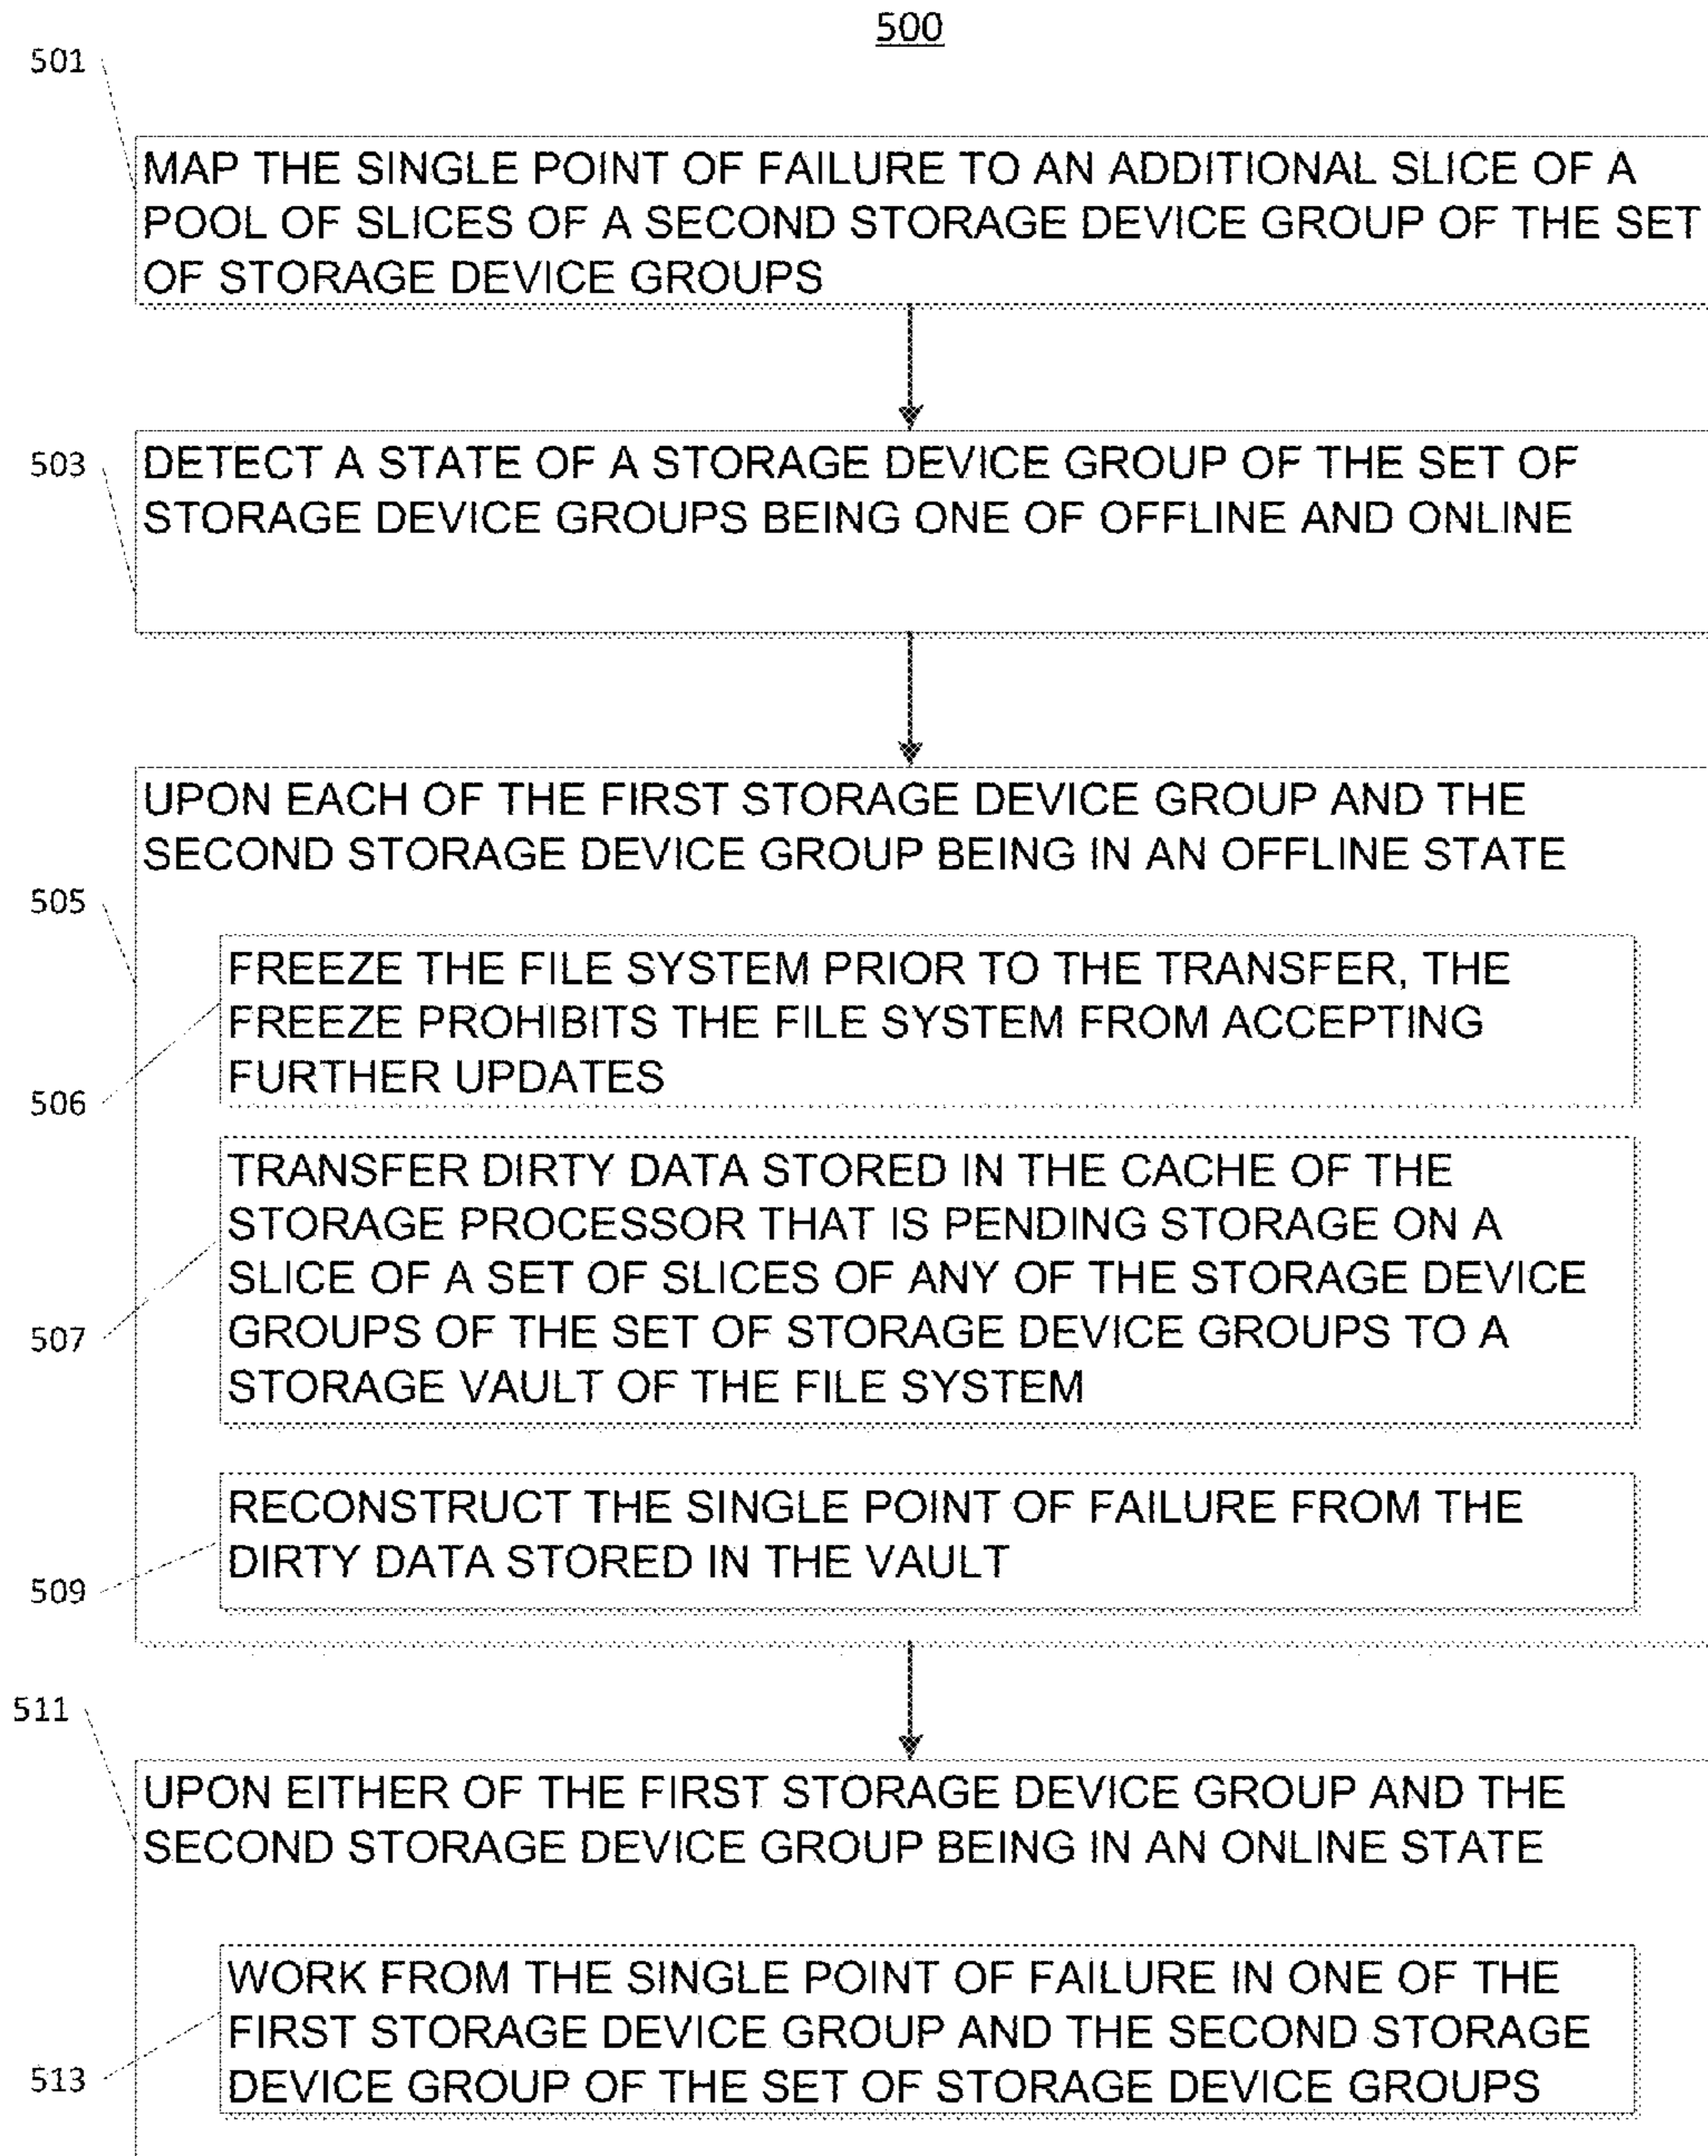 500
501
MAP THE SINGLE POINT OF FAILURE TO AN ADDITIONAL SLICE OF A
POOL OF SLICES OF A SECOND STORAGE DEVICE GROUP OF THE SET
OF STORAGE DEVICE GROUPS
503
DETECT A STATE OF A STORAGE DEVICE GROUP OF THE SET OF
STORAGE DEVICE GROUPS BEING ONE OF OFFLINE AND ONLINE
UPON EACH OF THE FIRST STORAGE DEVICE GROUP AND THE
SECOND STORAGE DEVICE GROUP BEING IN AN OFFLINE STATE
505
FREEZE THE FILE SYSTEM PRIOR TO THE TRANSFER, THE
FREEZE PROHIBITS THE FILE SYSTEM FROM ACCEPTING
FURTHER UPDATES
506
TRANSFER DIRTY DATA STORED IN THE CACHE OF THE
STORAGE PROCESSOR THAT IS PENDING STORAGE ON A
SLICE OF A SET OF SLICES OF ANY OF THE STORAGE DEVICE
GROUPS OF THE SET OF STORAGE DEVICE GROUPS TO A
STORAGE VAULT OF THE FILE SYSTEM
507
RECONSTRUCT THE SINGLE POINT OF FAILURE FROM THE
DIRTY DATA STORED IN THE VAULT
509
511
UPON EITHER OF THE FIRST STORAGE DEVICE GROUP AND THE
SECOND STORAGE DEVICE GROUP BEING IN AN ONLINE STATE
WORK FROM THE SINGLE POINT OF FAILURE IN ONE OF THE
FIRST STORAGE DEVICE GROUP AND THE SECOND STORAGE
DEVICE GROUP OF THE SET OF STORAGE DEVICE GROUPS
513